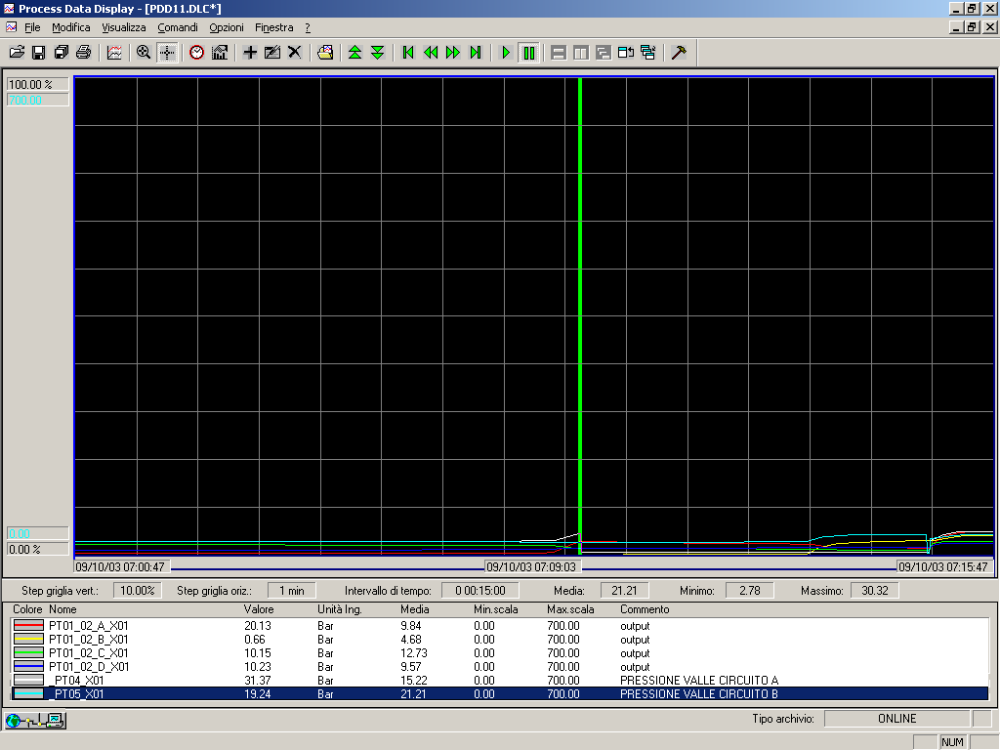 Process Data Display - [PDD11.DLC*]
File Modifica Visualizza Comandi Opzioni Finestra ?
100.00 %
700.00
0.00
0.00 %
09/10/03 07:00:47 09/10/03 07:09:03 09/10/03 07:15:47
Step griglia vert.: 10.00% Step griglia oriz.: 1 min Intervallo di tempo: 0 00:15:00 Media: 21.21 Minimo: 2.78 Massimo: 30.32
Colore Nome Valore Unità Ing. Media Min.scala Max.scala Commento
PT01_02_A_X01 20.13 Bar 9.84 0.00 700.00 output
PT01_02_B_X01 0.66 Bar 4.68 0.00 700.00 output
PT01_02_C_X01 10.15 Bar 12.73 0.00 700.00 output
PT01_02_D_X01 10.23 Bar 9.57 0.00 700.00 output
_PT04_X01 31.37 Bar 15.22 0.00 700.00 PRESSIONE VALLE CIRCUITO A
_PT05_X01 19.24 Bar 21.21 0.00 700.00 PRESSIONE VALLE CIRCUITO B
Tipo archivio: ONLINE
NUM